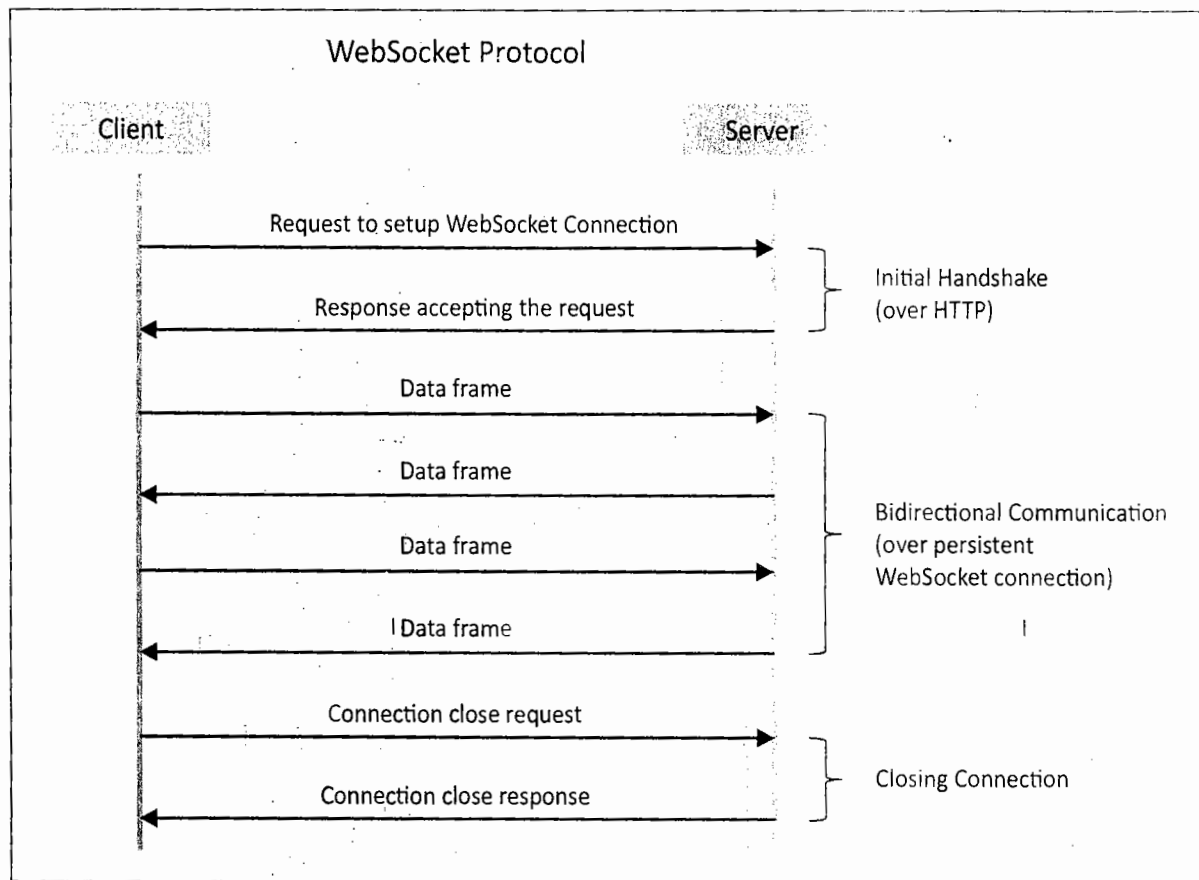 WebSocket Protocol
Client
Server
Request to setup WebSocket Connection
Response accepting the request
Initial Handshake
(over HTTP)
Data frame
Data frame
Data frame
Data frame
Bidirectional Communication
(over persistent
WebSocket connection)
Connection close request
Connection close response
Closing Connection